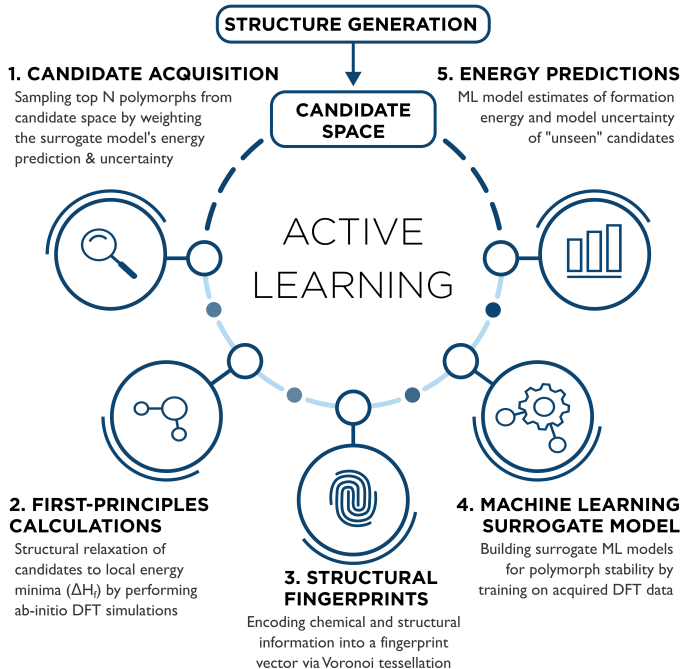 STRUCTURE GENERATION
CANDIDATE
SPACE
ACTIVE
LEARNING
1. CANDIDATE ACQUISITION
Sampling top N polymorphs from
candidate space by weighting
the surrogate model's energy
prediction & uncertainty
2. FIRST-PRINCIPLES
CALCULATIONS
Structural relaxation of
candidates to local energy
minima (ΔHf) by performing
ab-initio DFT simulations
3. STRUCTURAL
FINGERPRINTS
Encoding chemical and structural
information into a fingerprint
vector via Voronoi tessellation
4. MACHINE LEARNING
SURROGATE MODEL
Building surrogate ML models
for polymorph stability by
training on acquired DFT data
5. ENERGY PREDICTIONS
ML model estimates of formation
energy and model uncertainty
of "unseen" candidates